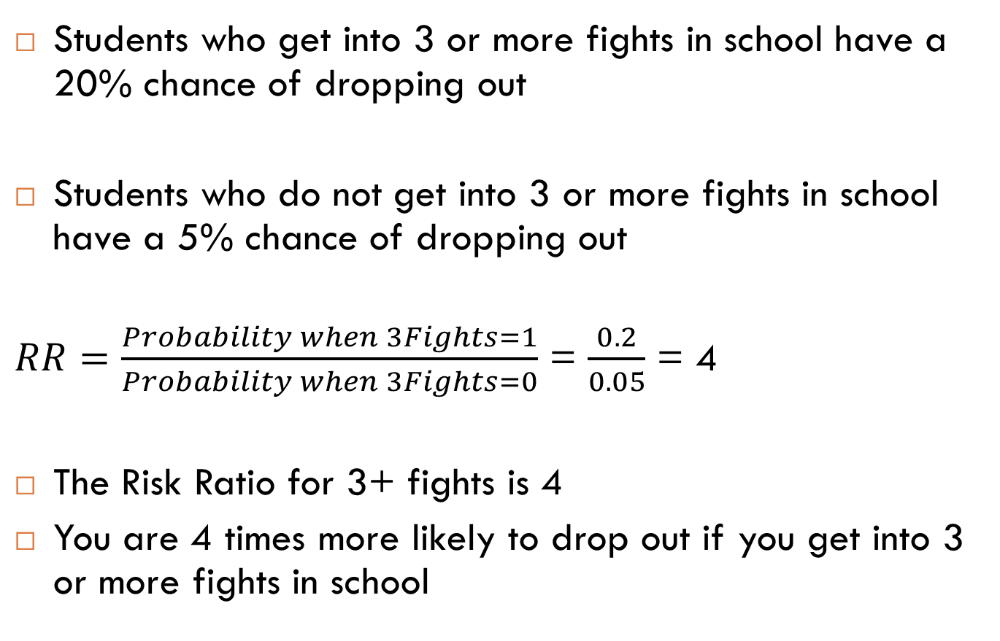 Students who get into 3 or more fights in school have a
20% chance of dropping out
Students who do not get into 3 or more fights in school
have a 5% chance of dropping out
RR = Probability when 3Fights=1 / Probability when 3Fights=0 = 0.2 / 0.05 = 4
The Risk Ratio for 3+ fights is 4
You are 4 times more likely to drop out if you get into 3
or more fights in school